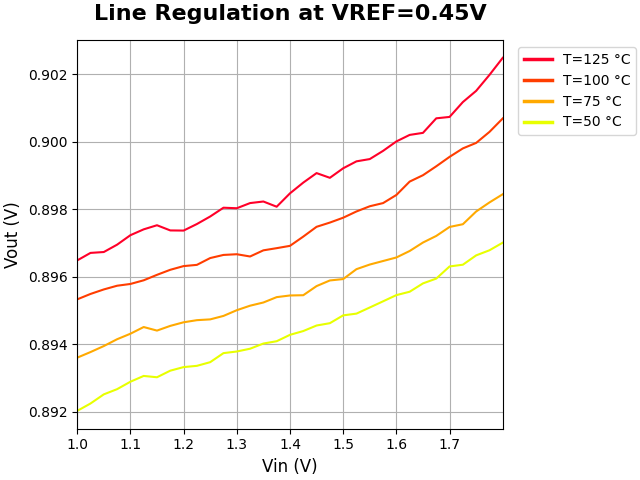 Line Regulation at VREF=0.45V
T=125 °C
T=100 °C
T=75 °C
T=50 °C
Vout (V)
0.902
0.900
0.898
0.896
0.894
0.892
1.0 1.1 1.2 1.3 1.4 1.5 1.6 1.7
Vin (V)